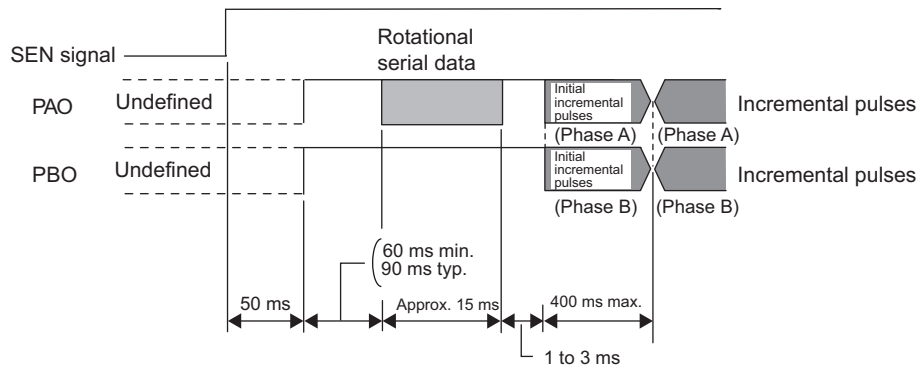 SEN signal
Rotational
serial data
PAO
Undefined
Initial
incremental
pulses
Incremental pulses
(Phase A)
(Phase A)
PBO
Undefined
Initial
incremental
pulses
Incremental pulses
(Phase B)
(Phase B)
60 ms min.
90 ms typ.
50 ms
Approx. 15 ms
400 ms max.
1 to 3 ms